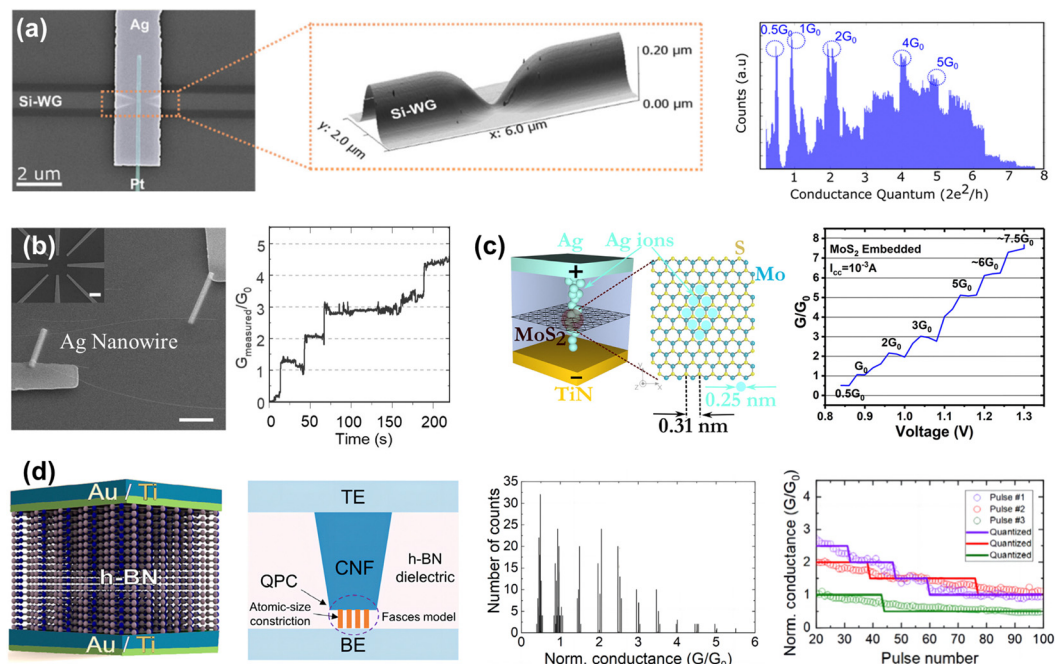 (a)
Ag
Si-WG
2 um
Pt
Si-WG
y: 2.0 μm
x: 6.0 μm
0.20 μm
0.00 μm
0.5G₀
1G₀
2G₀
4G₀
5G₀
Counts (a.u)
1 2 3 4 5 6 7 8
Conductance Quantum (2e²/h)
(b)
Ag Nanowire
5
4
3
2
1
0
G measured/G₀
0 50 100 150 200
Time (s)
(c)
Ag
Ag ions
+
MoS₂
−
TiN
S
Mo
z
x
0.25 nm
0.31 nm
MoS₂ Embedded
I CC=10⁻³A
8
7
6
5
4
3
2
1
0
G/G₀
0.5G₀
G₀
2G₀
3G₀
5G₀
~6G₀
~7.5G₀
0.8 0.9 1.0 1.1 1.2 1.3
Voltage (V)
(d)
Au / Ti
h-BN
Au / Ti
TE
CNF
h-BN
dielectric
QPC
Atomic-size
constriction
Fasces model
BE
35
30
25
20
15
10
5
0
Number of counts
0 1 2 3 4 5 6
Norm. conductance (G/G₀)
4
3
2
1
0
Norm. conductance (G/G₀)
Pulse #1
Pulse #2
Pulse #3
Quantized
Quantized
Quantized
20 30 40 50 60 70 80 90 100
Pulse number